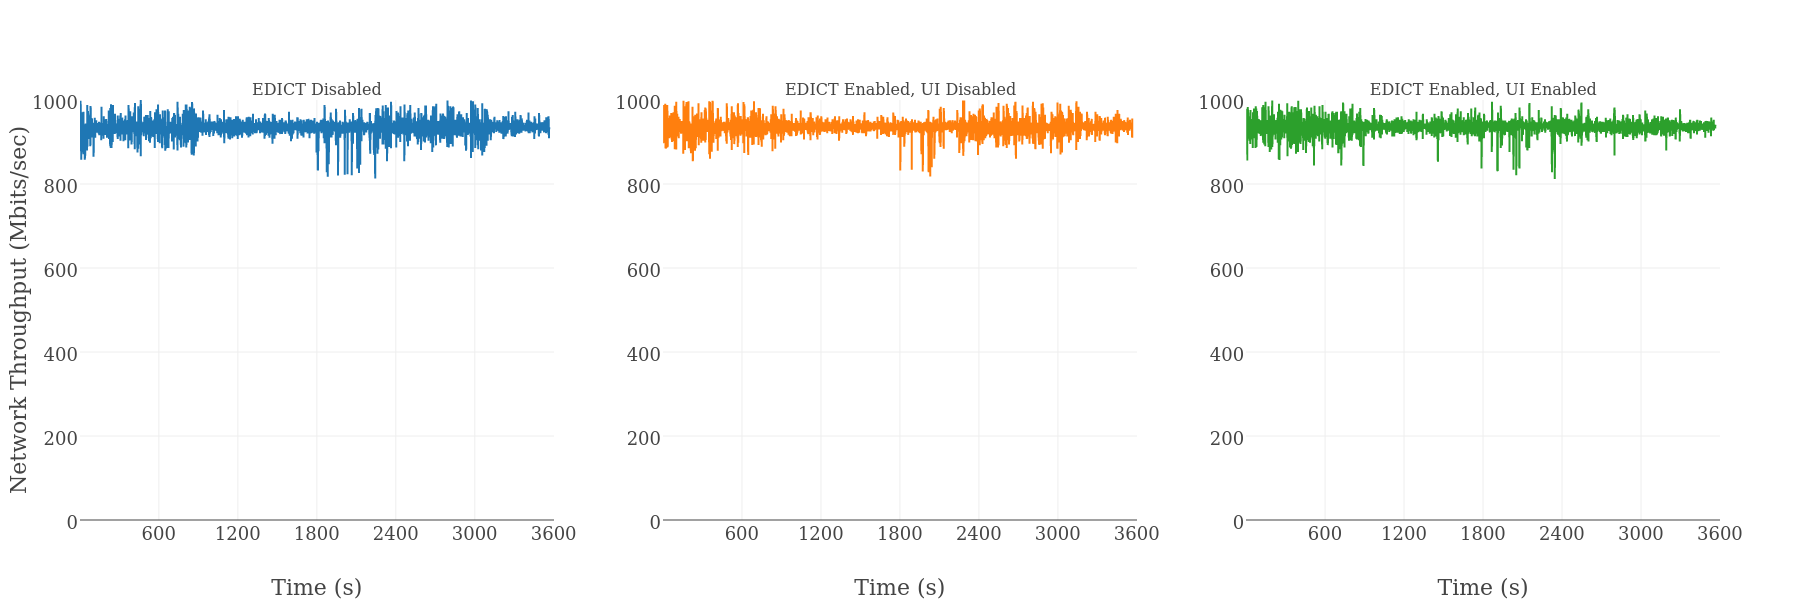 EDICT Disabled
EDICT Enabled, UI Disabled
EDICT Enabled, UI Enabled
Network Throughput (Mbits/sec)
1000
800
600
400
200
0
600 1200 1800 2400 3000 3600
Time (s)
1000
800
600
400
200
0
600 1200 1800 2400 3000 3600
Time (s)
1000
800
600
400
200
0
600 1200 1800 2400 3000 3600
Time (s)